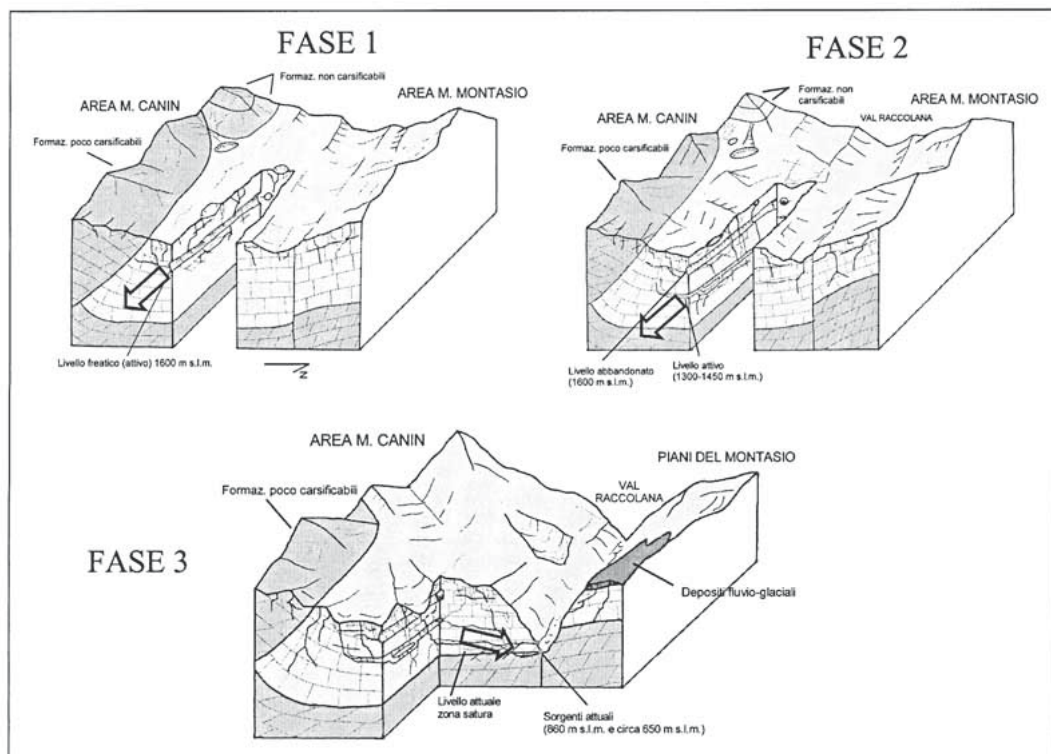 FASE 1
Formaz. non carsificabili
AREA M. CANIN
AREA M. MONTASIO
Formaz. poco carsificabili
Livello freatico (attivo) 1600 m s.l.m.
N
FASE 2
Formaz. non
carsificabili
AREA M. MONTASIO
AREA M. CANIN
VAL RACCOLANA
Formaz. poco carsificabili
Livello abbandonato
(1600 m s.l.m.)
Livello attivo
(1300-1450 m s.l.m.)
FASE 3
AREA M. CANIN
PIANI DEL MONTASIO
VAL
RACCOLANA
Formaz. poco carsificabili
Depositi fluvio-glaciali
Livello attuale
zona satura
Sorgenti attuali
(860 m s.l.m. e circa 650 m s.l.m.)